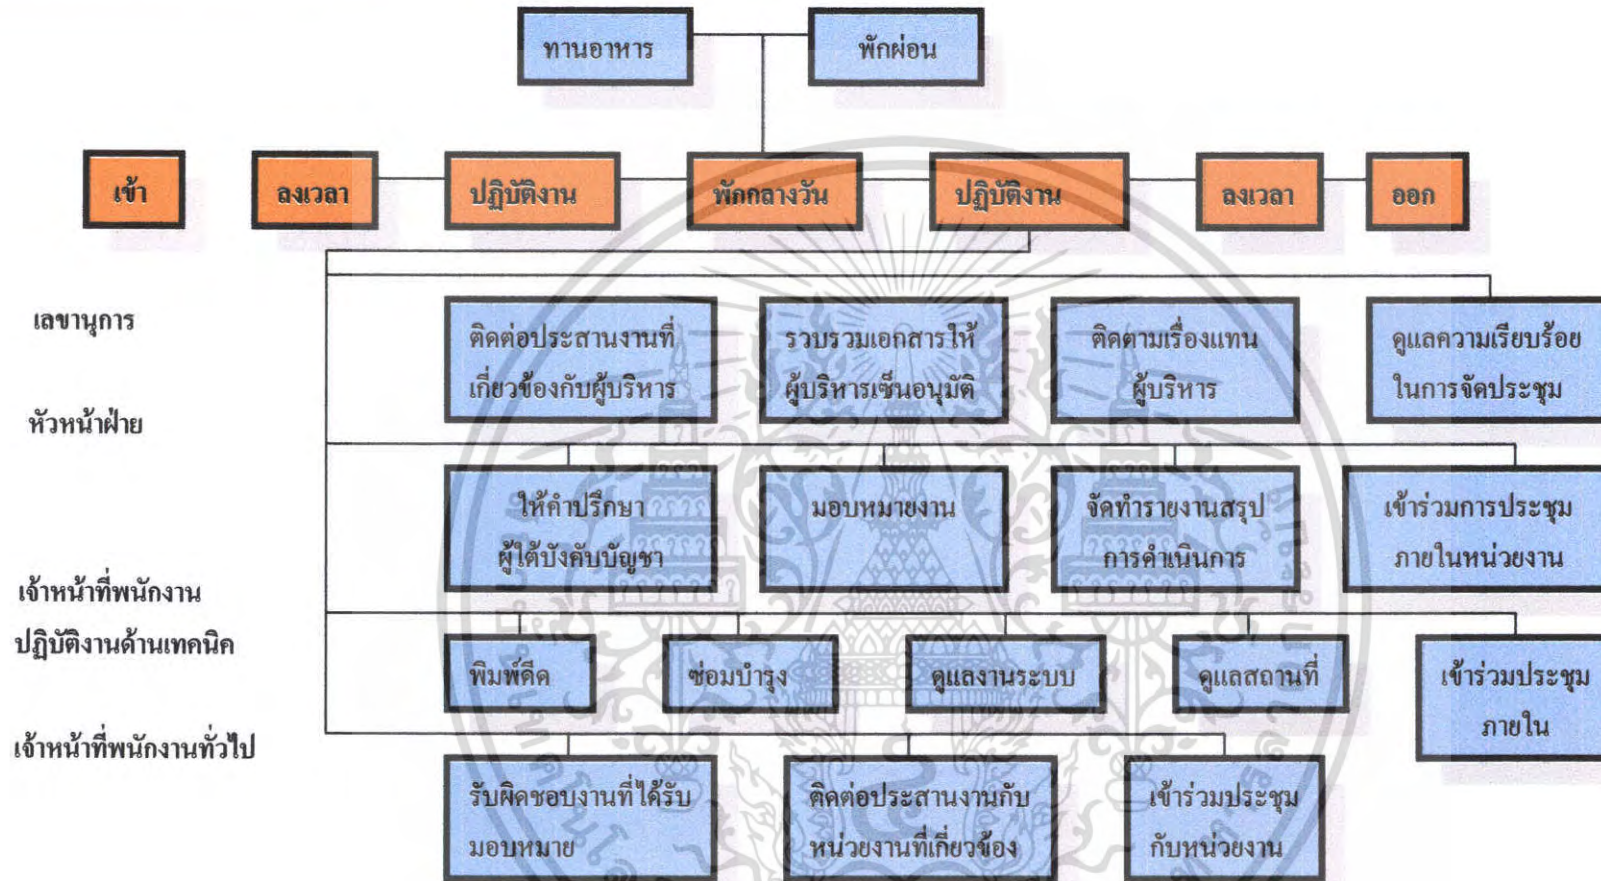 ทานอาหาร
พักผ่อน
เข้า
ลงเวลา
ปฏิบัติงาน
พักกลางวัน
ปฏิบัติงาน
ลงเวลา
ออก
เลขานุการ
ติดต่อประสานงานที่
เกี่ยวข้องกับผู้บริหาร
รวบรวมเอกสารให้
ผู้บริหารเซ็นอนุมัติ
ติดตามเรื่องแทน
ผู้บริหาร
ดูแลความเรียบร้อย
ในการจัดประชุม
หัวหน้าฝ่าย
ให้คำปรึกษา
ผู้ใต้บังคับบัญชา
มอบหมายงาน
จัดทำรายงานสรุป
การดำเนินการ
เข้าร่วมการประชุม
ภายในหน่วยงาน
เจ้าหน้าที่พนักงาน
ปฏิบัติงานด้านเทคนิค
พิมพ์ดีด
ซ่อมบำรุง
ดูแลงานระบบ
ดูแลสถานที่
เข้าร่วมประชุม
ภายใน
เจ้าหน้าที่พนักงานทั่วไป
รับผิดชอบงานที่ได้รับ
มอบหมาย
ติดต่อประสานงานกับ
หน่วยงานที่เกี่ยวข้อง
เข้าร่วมประชุม
กับหน่วยงาน